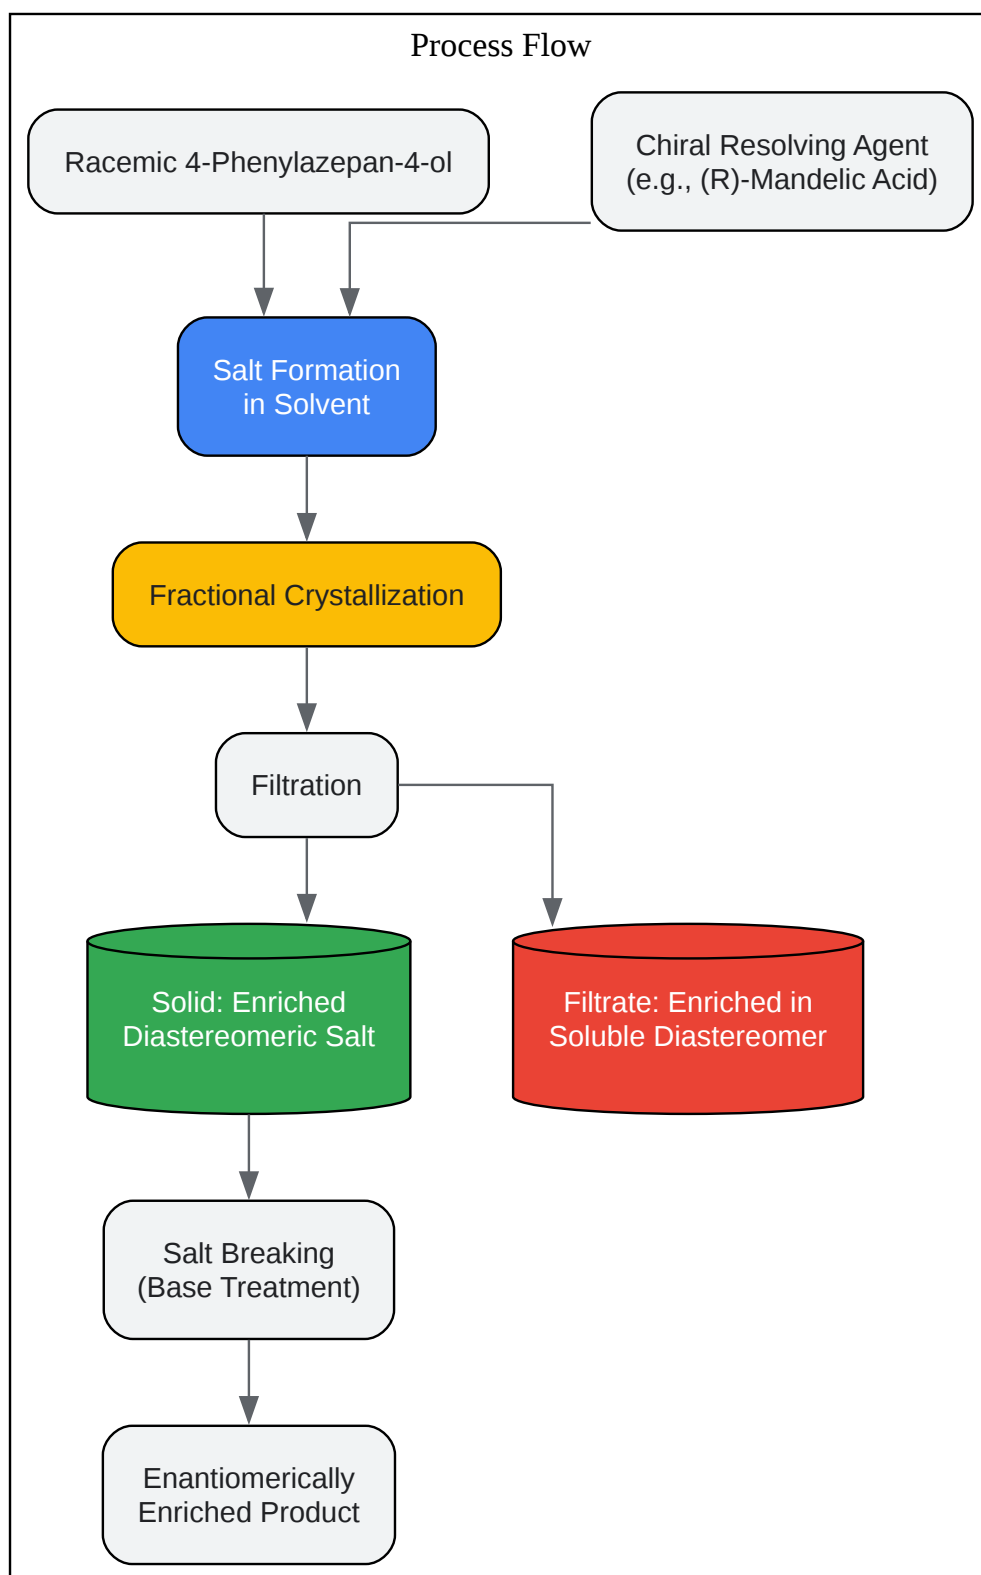 Process Flow
Racemic 4-Phenylazepan-4-ol
Chiral Resolving Agent
(e.g., (R)-Mandelic Acid)
Salt Formation
in Solvent
Fractional Crystallization
Filtration
Solid: Enriched
Diastereomeric Salt
Filtrate: Enriched in
Soluble Diastereomer
Salt Breaking
(Base Treatment)
Enantiomerically
Enriched Product